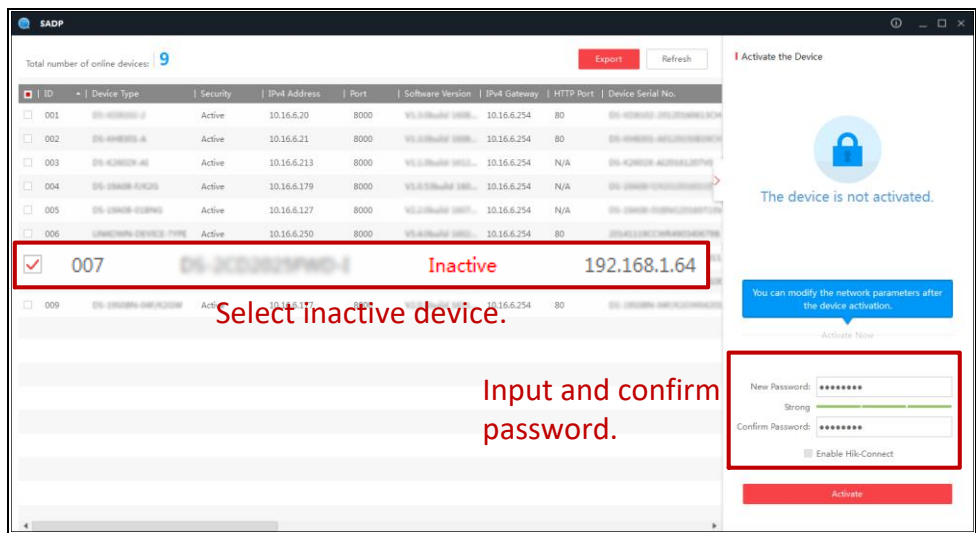 SADP
Total number of online devices: 9
Export
Refresh
ID Device Type Security IPv4 Address Port Software Version IPv4 Gateway HTTP Port Device Serial No.
001 Active 10.16.6.20 8000 10.16.6.254 80
002 Active 10.16.6.21 8000 10.16.6.254 80
003 Active 10.16.6.213 8000 10.16.6.254 N/A
004 Active 10.16.6.179 8000 10.16.6.254 N/A
005 Active 10.16.6.127 8000 10.16.6.254 N/A
006 Active 10.16.6.250 8000 10.16.6.254 80
007 Inactive 192.168.1.64
009 10.16.6.254 80
Select inactive device.
Input and confirm
password.
Activate the Device
The device is not activated.
You can modify the network parameters after
the device activation.
Activate Now
New Password: ●●●●●●●●
Strong
Confirm Password: ●●●●●●●●
Enable Hik-Connect
Activate